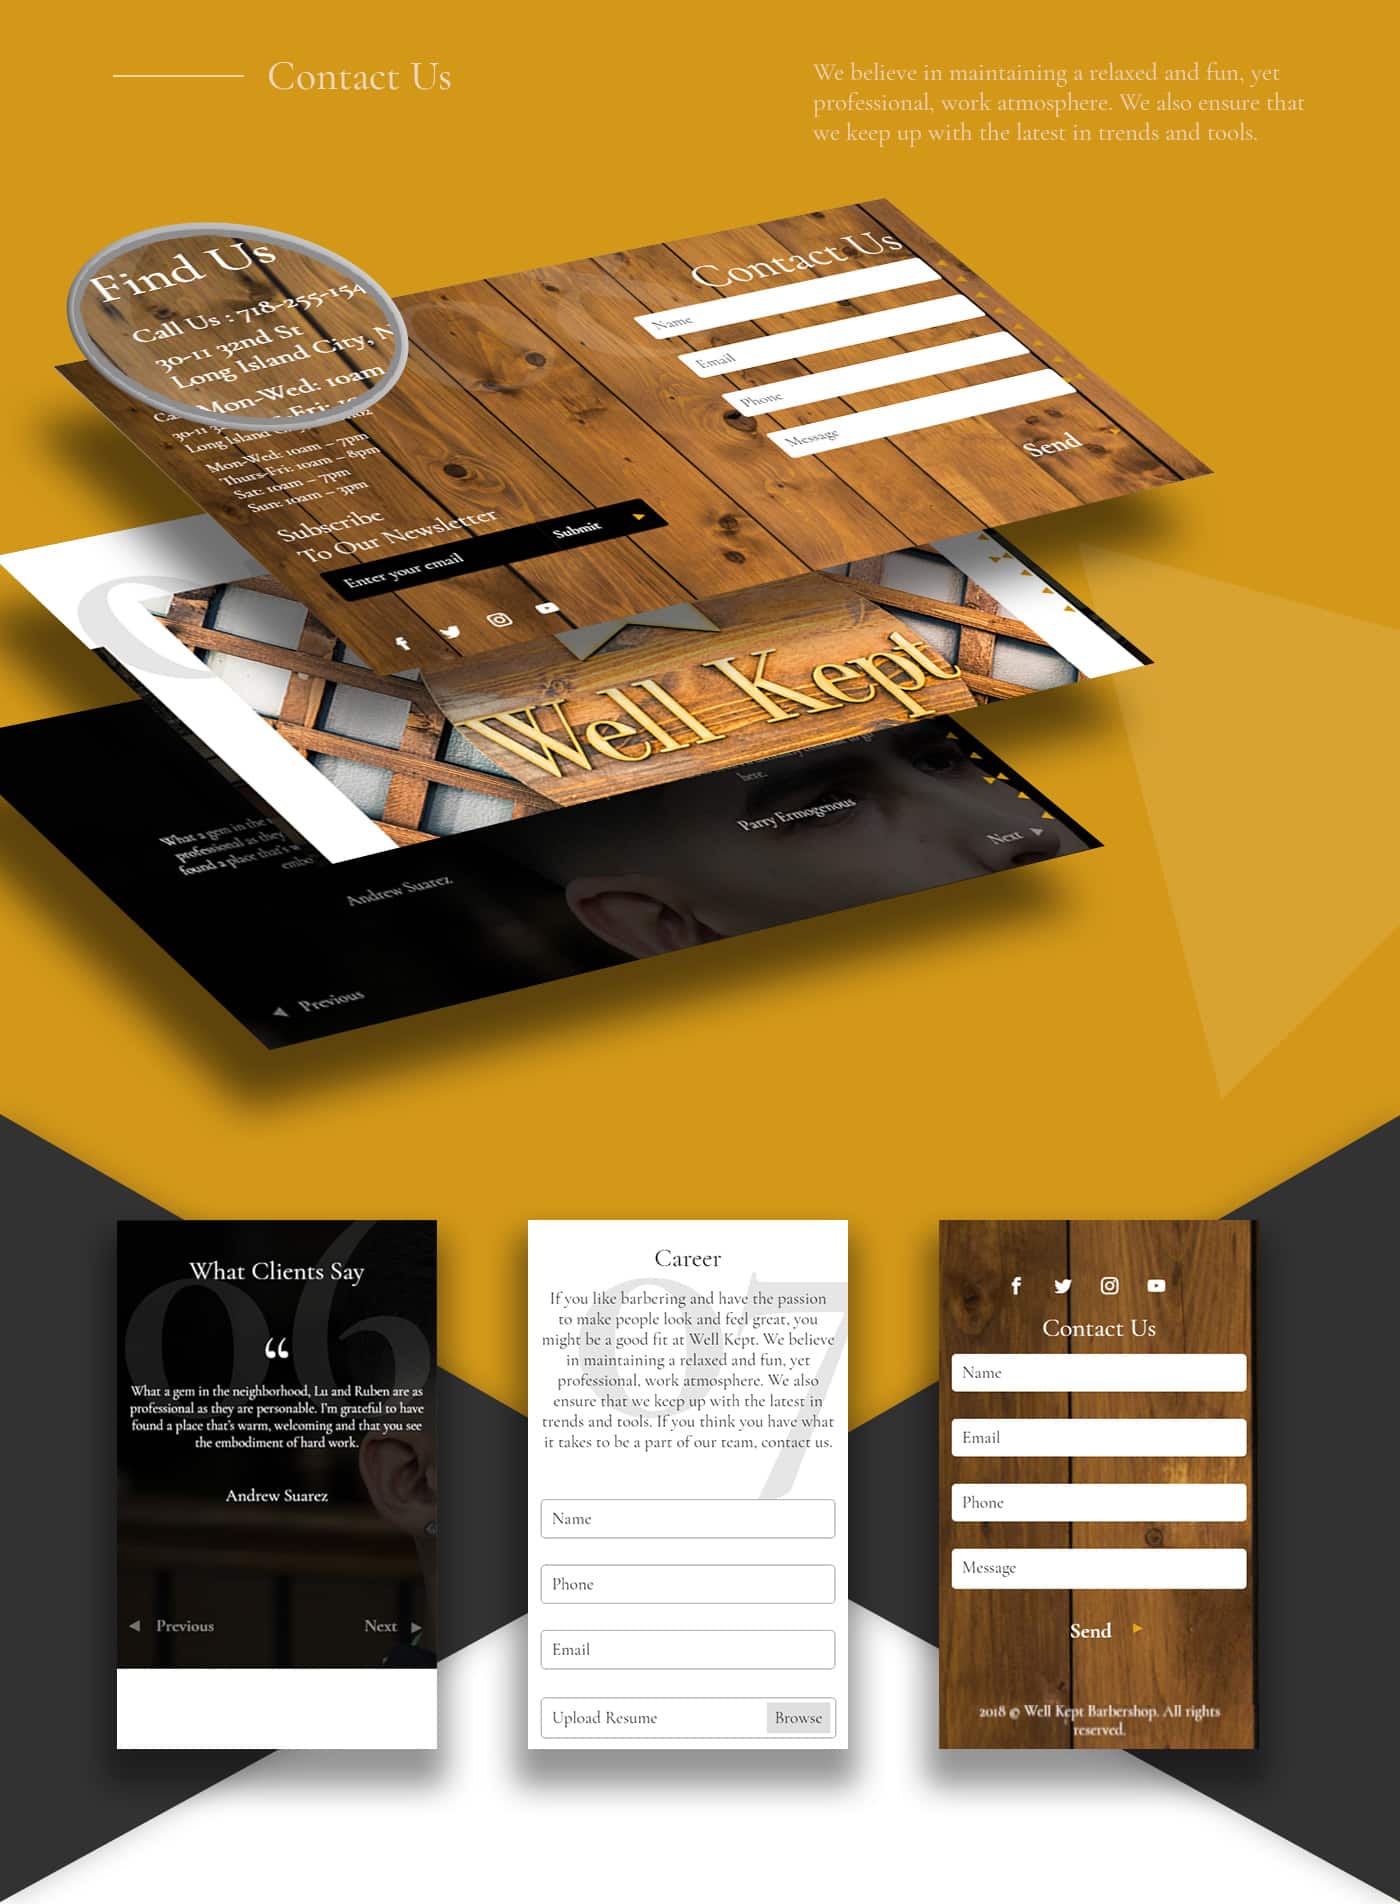 Contact Us
We believe in maintaining a relaxed and fun, yet
professional, work atmosphere. We also ensure that
we keep up with the latest in trends and tools.
Find Us
Call Us : 718-255-154
30-11 32nd St
Long Island City, N
Mon-Wed: 10am
Fri:
30-11
Long Island
Mon-Wed: 10am – 7pm
Thurs-Fri: 10am – 8pm
Sat: 10am – 7pm
Sun: 10am – 3pm
Subscribe
To Our Newsletter
Enter your email
Submit
Contact Us
Name
Email
Phone
Message
Send
Well Kept
here.
Parry Ermogenous
Next
What a gem in the
professional as they
found a place that's
Andrew Suarez
Previous
06
What Clients Say
“
What a gem in the neighborhood, Lu and Ruben are as
professional as they are personable. I'm grateful to have
found a place that's warm, welcoming and that you see
the embodiment of hard work.
Andrew Suarez
Previous
Next
07
Career
If you like barbering and have the passion
to make people look and feel great, you
might be a good fit at Well Kept. We believe
in maintaining a relaxed and fun, yet
professional, work atmosphere. We also
ensure that we keep up with the latest in
trends and tools. If you think you have what
it takes to be a part of our team, contact us.
Name
Phone
Email
Upload Resume
Browse
Contact Us
Name
Email
Phone
Message
Send
2018 © Well Kept Barbershop. All rights
reserved.